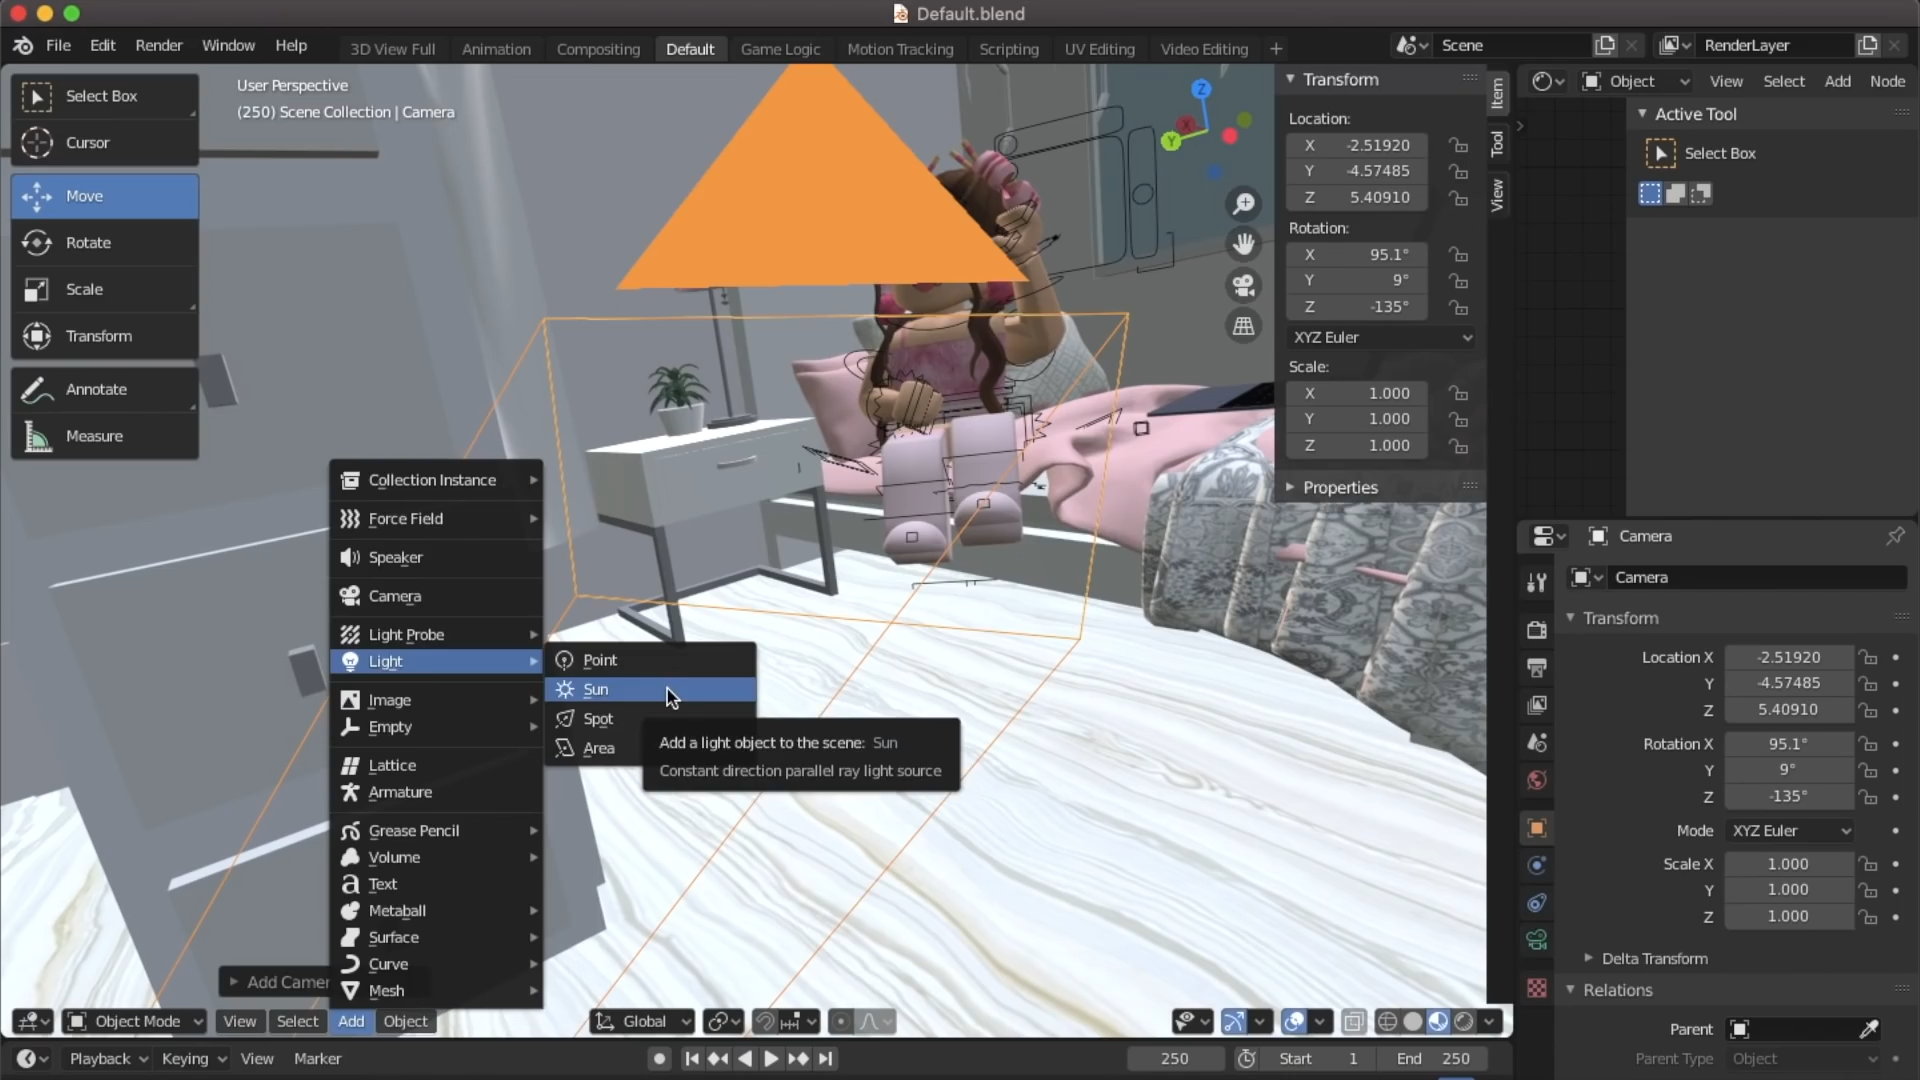 Default.blend
File Edit Render Window Help
3D View Full Animation Compositing Default Game Logic Motion Tracking Scripting UV Editing Video Editing +
Scene
RenderLayer
Select Box
Cursor
Move
Rotate
Scale
Transform
Annotate
Measure
User Perspective
(250) Scene Collection | Camera
Z
X
Y
Transform
Location:
X -2.51920
Y -4.57485
Z 5.40910
Rotation:
X 95.1°
Y 9°
Z -135°
XYZ Euler
Scale:
X 1.000
Y 1.000
Z 1.000
Properties
Item
Tool
View
Object View Select Add Node
Active Tool
Select Box
Collection Instance
Force Field
Speaker
Camera
Light Probe
Light
Image
Empty
Lattice
Armature
Grease Pencil
Volume
Text
Metaball
Surface
Curve
Mesh
Point
Sun
Spot
Area
Add a light object to the scene: Sun
Constant direction parallel ray light source
Add Camer
Object Mode View Select Add Object
Global
Camera
Camera
Transform
Location X -2.51920
Y -4.57485
Z 5.40910
Rotation X 95.1°
Y 9°
Z -135°
Mode XYZ Euler
Scale X 1.000
Y 1.000
Z 1.000
Delta Transform
Relations
Parent
Parent Type Object
Playback Keying View Marker
250
Start 1
End 250